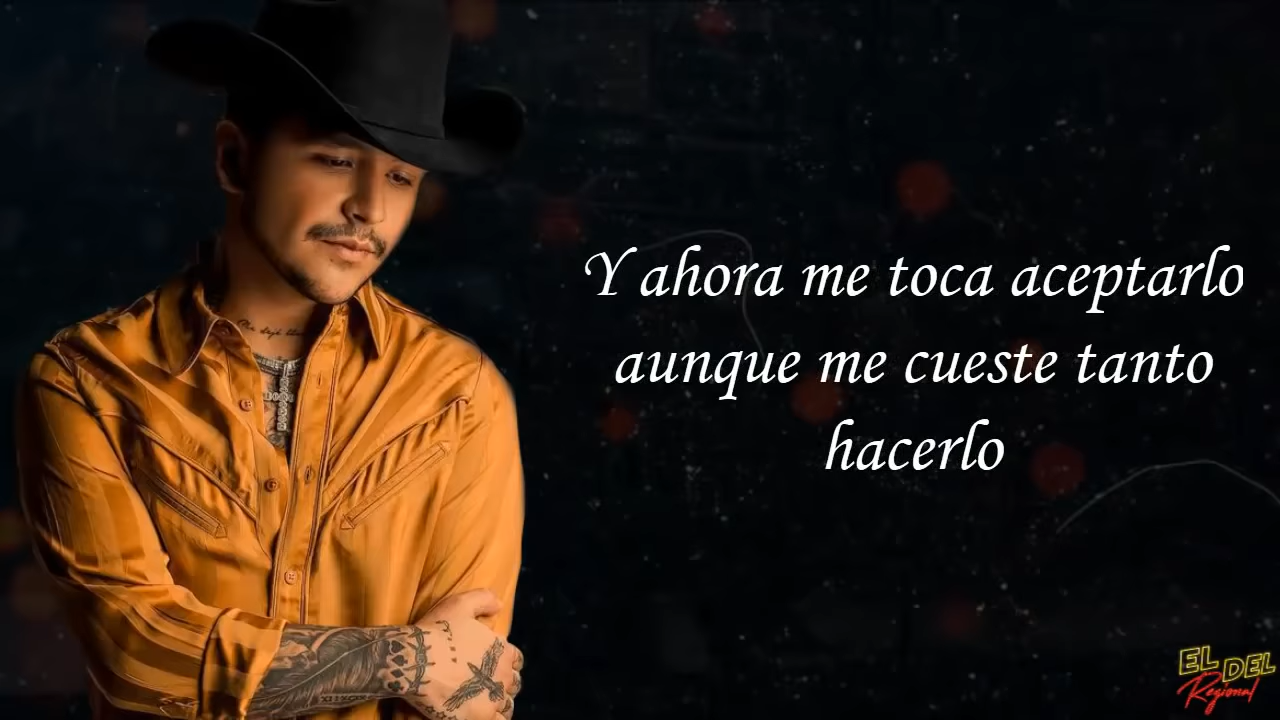 Y ahora me toca aceptarlo
aunque me cueste tanto
hacerlo
EL DEL
Regional